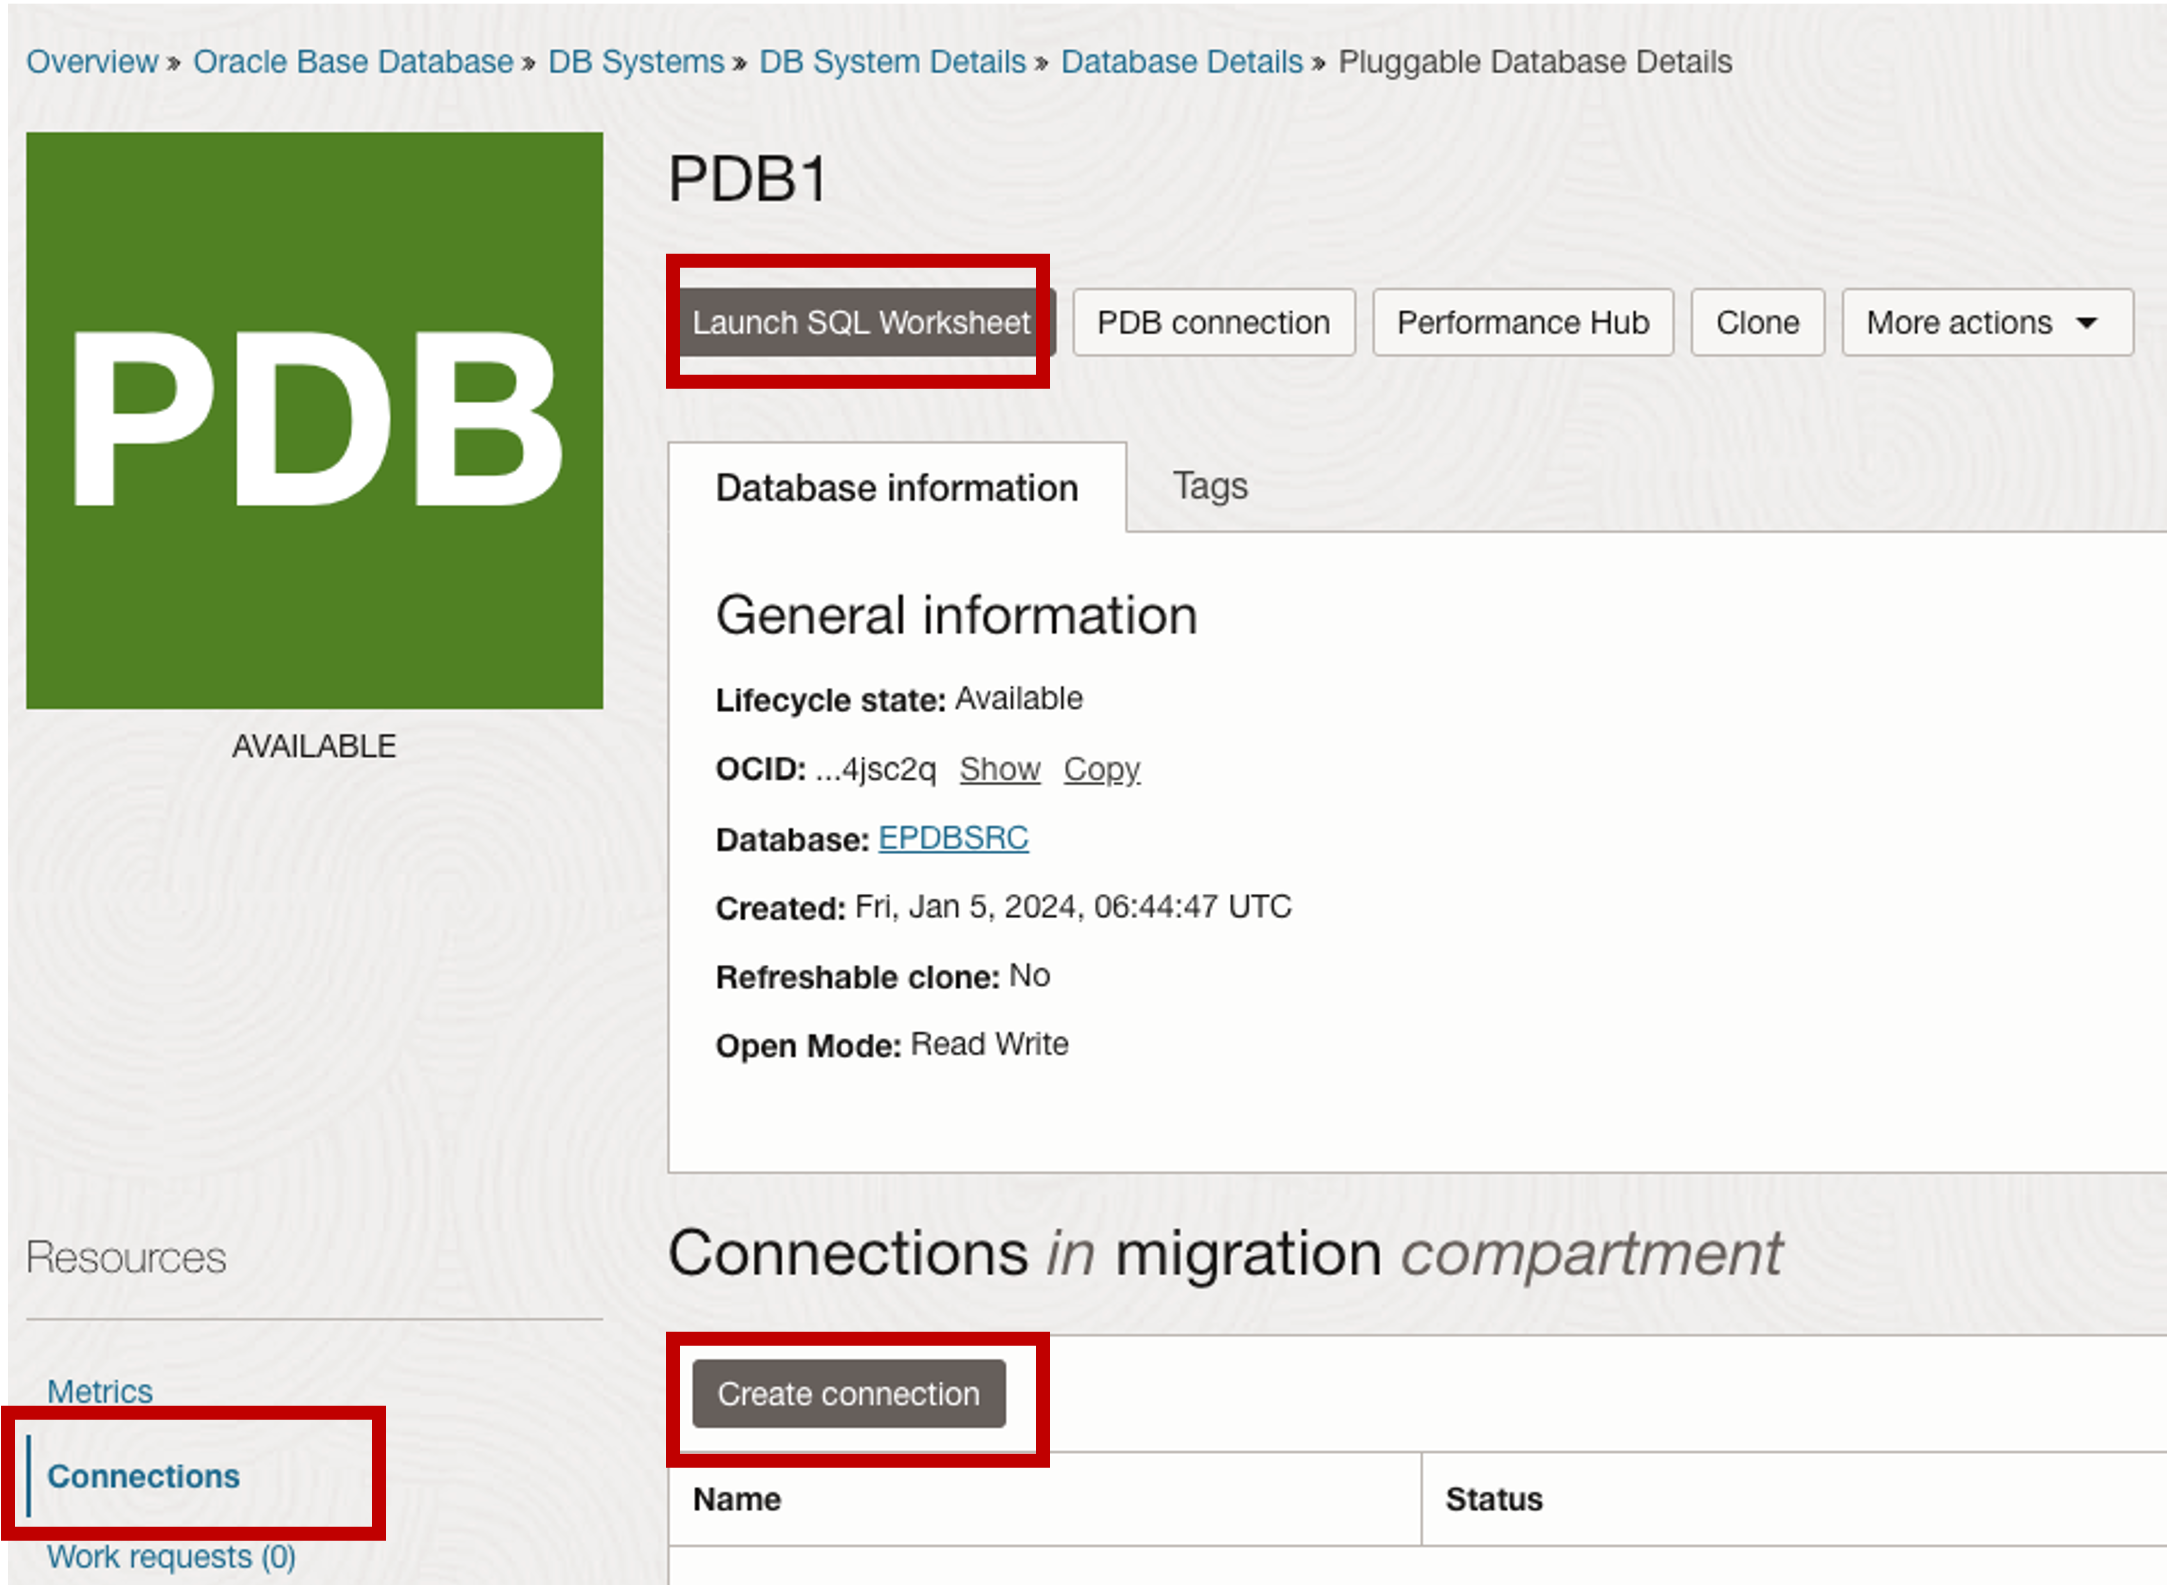 Overview » Oracle Base Database » DB Systems » DB System Details » Database Details » Pluggable Database Details
PDB
AVAILABLE
PDB1
Launch SQL Worksheet PDB connection Performance Hub Clone More actions
Database information Tags
General information
Lifecycle state: Available
OCID: ...4jsc2q Show Copy
Database: EPDBSRC
Created: Fri, Jan 5, 2024, 06:44:47 UTC
Refreshable clone: No
Open Mode: Read Write
Resources
Metrics
Connections
Work requests (0)
Connections in migration compartment
Create connection
Name Status